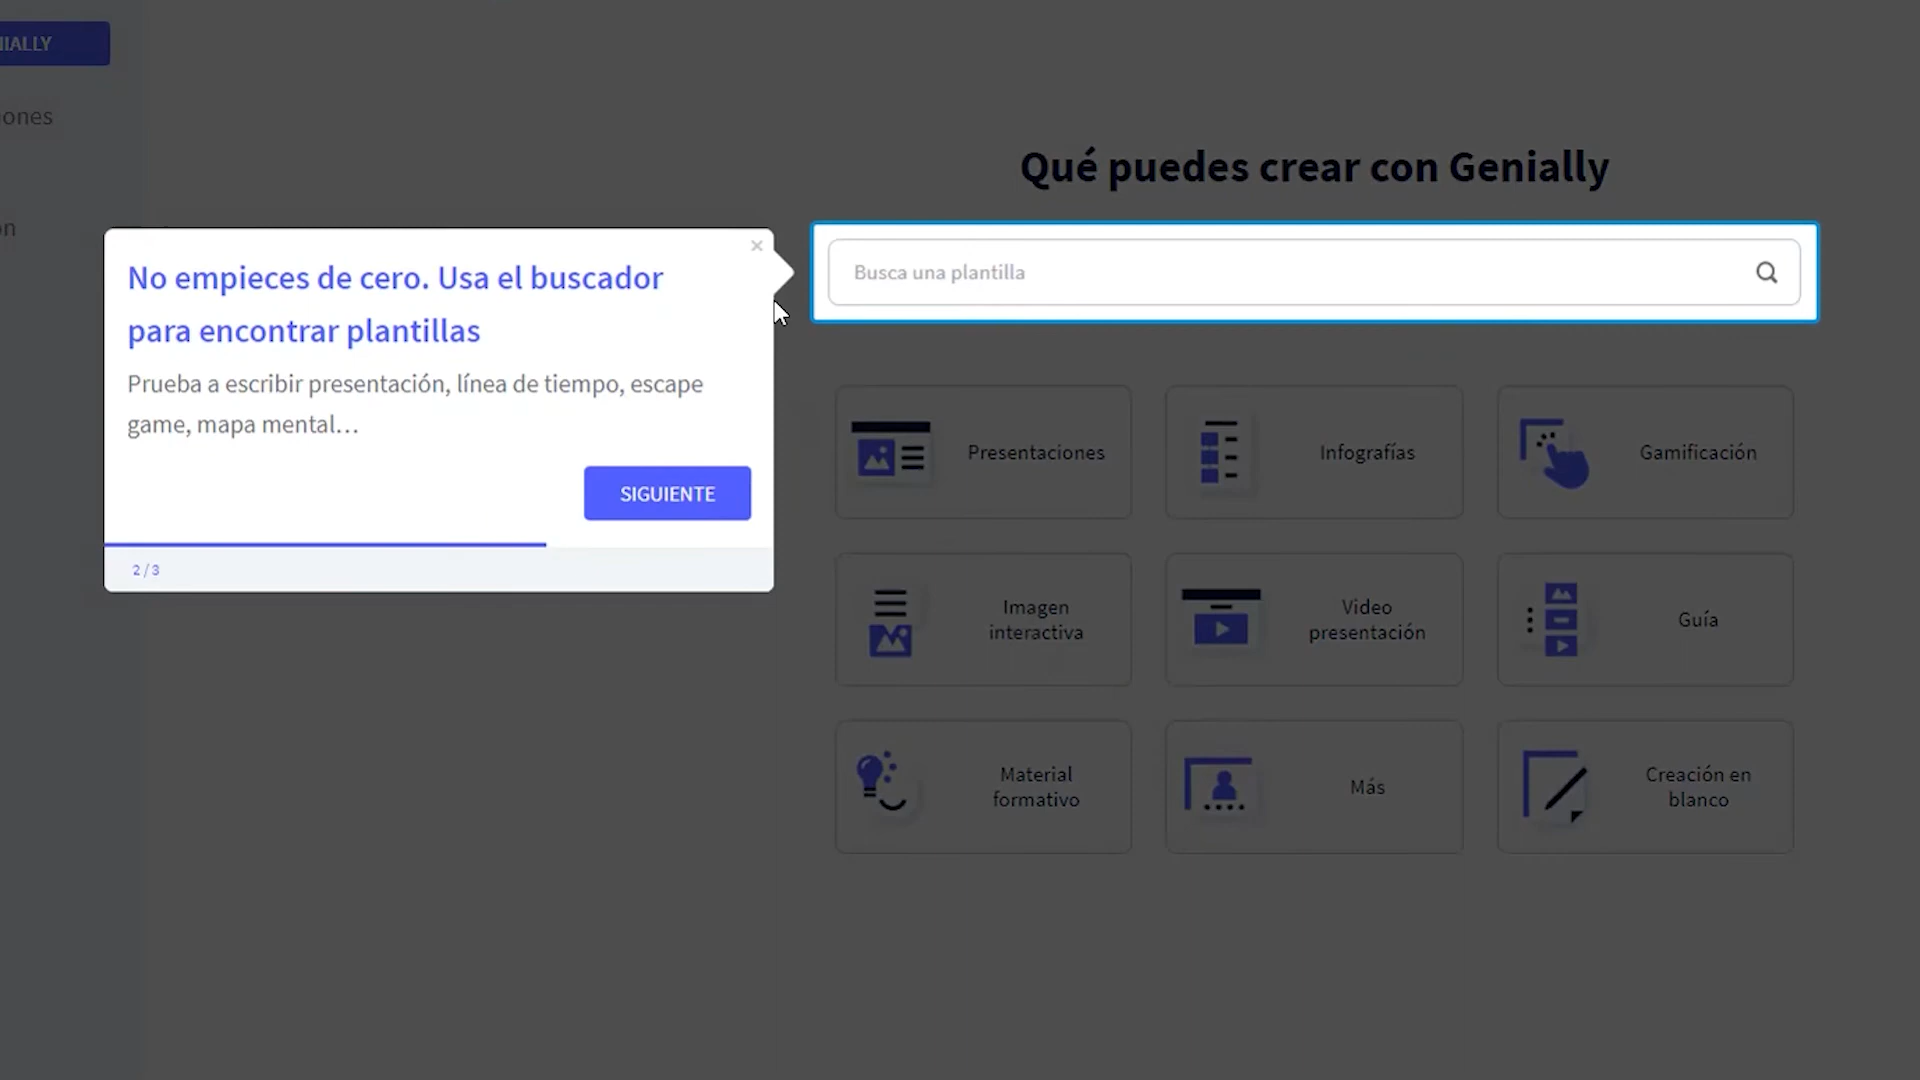 Qué puedes crear con Genially
No empieces de cero. Usa el buscador
para encontrar plantillas
Prueba a escribir presentación, línea de tiempo, escape
game, mapa mental...
SIGUIENTE
2 / 3
Busca una plantilla
Presentaciones
Infografías
Gamificación
Imagen
interactiva
Video
presentación
Guía
Material
formativo
Más
Creación en
blanco